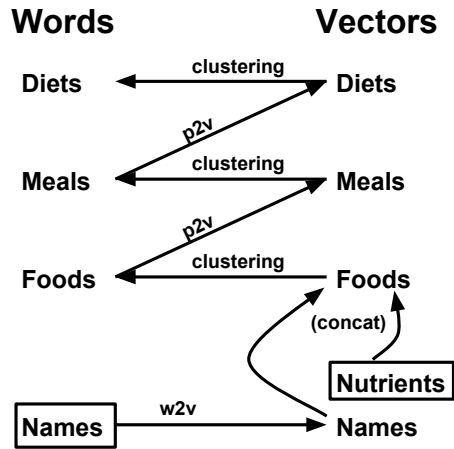 Words Vectors
clustering
Diets Diets
p2v
clustering
Meals Meals
p2v
clustering
Foods Foods
(concat)
Nutrients
w2v
Names Names